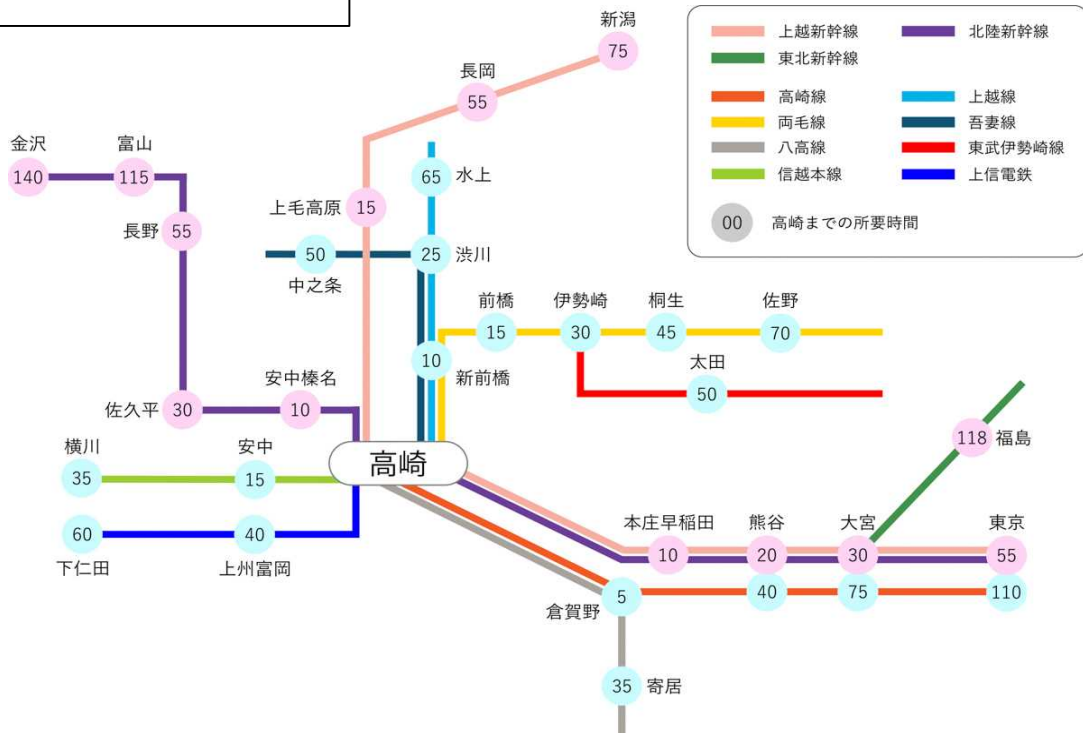 新潟
75
長岡
55
上越新幹線
北陸新幹線
東北新幹線
高崎線
上越線
両毛線
吾妻線
八高線
東武伊勢崎線
信越本線
上信電鉄
00
高崎までの所要時間
金沢
富山
140
115
長野
55
上毛高原
15
65
水上
50
中之条
25
渋川
前橋
伊勢崎
桐生
佐野
15
30
45
70
10
新前橋
太田
50
安中榛名
佐久平
30
10
横川
安中
35
15
高崎
118
福島
60
40
下仁田
上州富岡
本庄早稲田
熊谷
大宮
東京
10
20
30
55
倉賀野
5
40
75
110
35
寄居